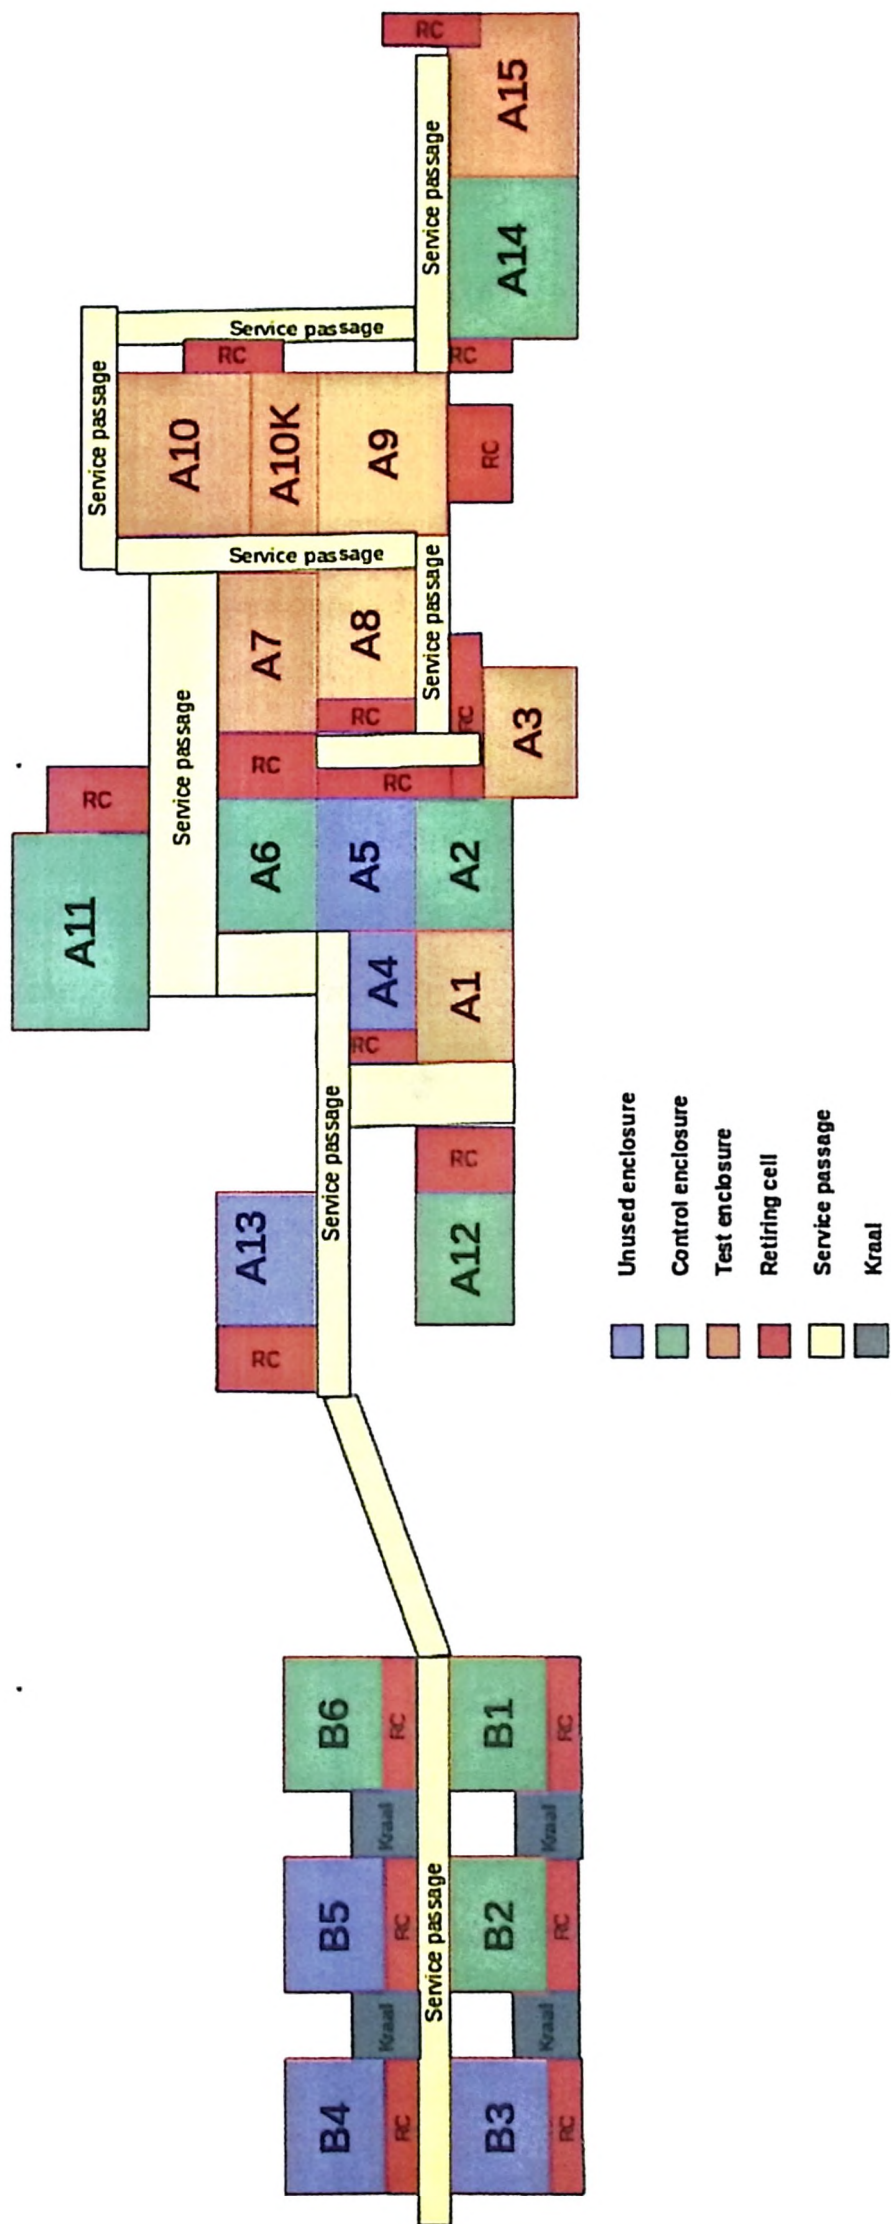 RC
A15
Service passage
A14
Service passage
RC
RC
Service passage
A10
A10K
A9
RC
Service passage
Service passage
A7
A8
RC
RC
A3
RC
RC
RC
Service passage
A11
A6
A5
A2
A4
A1
RC
Service passage
RC
A12
A13
RC
B6
RC
B1
RC
Kraal
Kraal
B5
RC
Service passage
B2
RC
Kraal
Kraal
B4
RC
B3
RC
Unused enclosure
Control enclosure
Test enclosure
Retiring cell
Service passage
Kraal